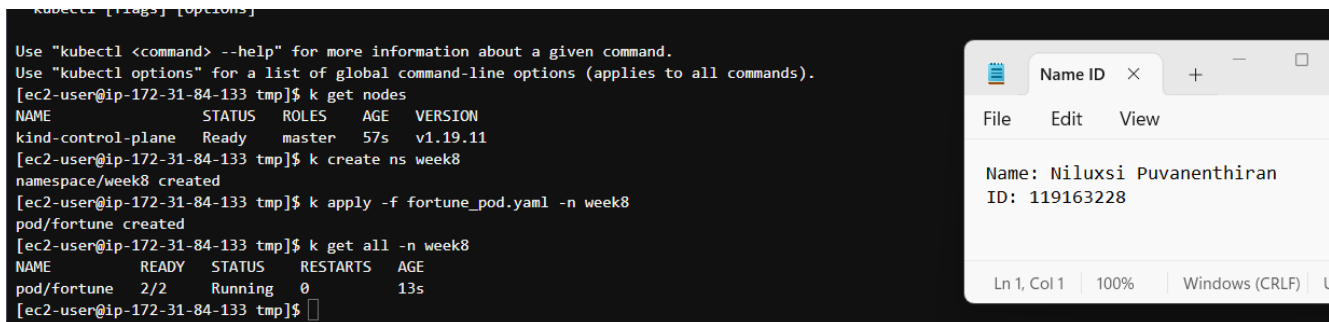 kubectl [flags] [options]
Use "kubectl <command> --help" for more information about a given command.
Use "kubectl options" for a list of global command-line options (applies to all commands).
[ec2-user@ip-172-31-84-133 tmp]$ k get nodes
NAME                 STATUS   ROLES    AGE   VERSION
kind-control-plane   Ready    master   57s   v1.19.11
[ec2-user@ip-172-31-84-133 tmp]$ k create ns week8
namespace/week8 created
[ec2-user@ip-172-31-84-133 tmp]$ k apply -f fortune_pod.yaml -n week8
pod/fortune created
[ec2-user@ip-172-31-84-133 tmp]$ k get all -n week8
NAME          READY   STATUS    RESTARTS   AGE
pod/fortune   2/2     Running   0          13s
[ec2-user@ip-172-31-84-133 tmp]$
Name ID
File Edit View
Name: Niluxsi Puvanenthiran
ID: 119163228
Ln 1, Col 1 100% Windows (CRLF)